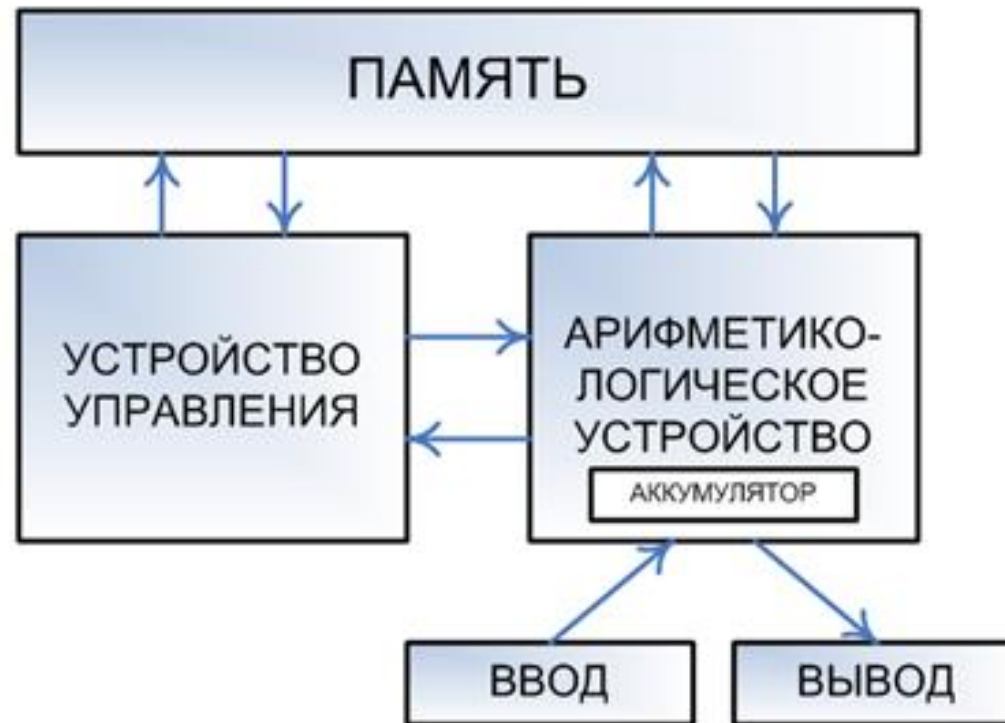 ПАМЯТЬ
УСТРОЙСТВО
УПРАВЛЕНИЯ
АРИФМЕТИКО-
ЛОГИЧЕСКОЕ
УСТРОЙСТВО
АККУМУЛЯТОР
ВВОД
ВЫВОД